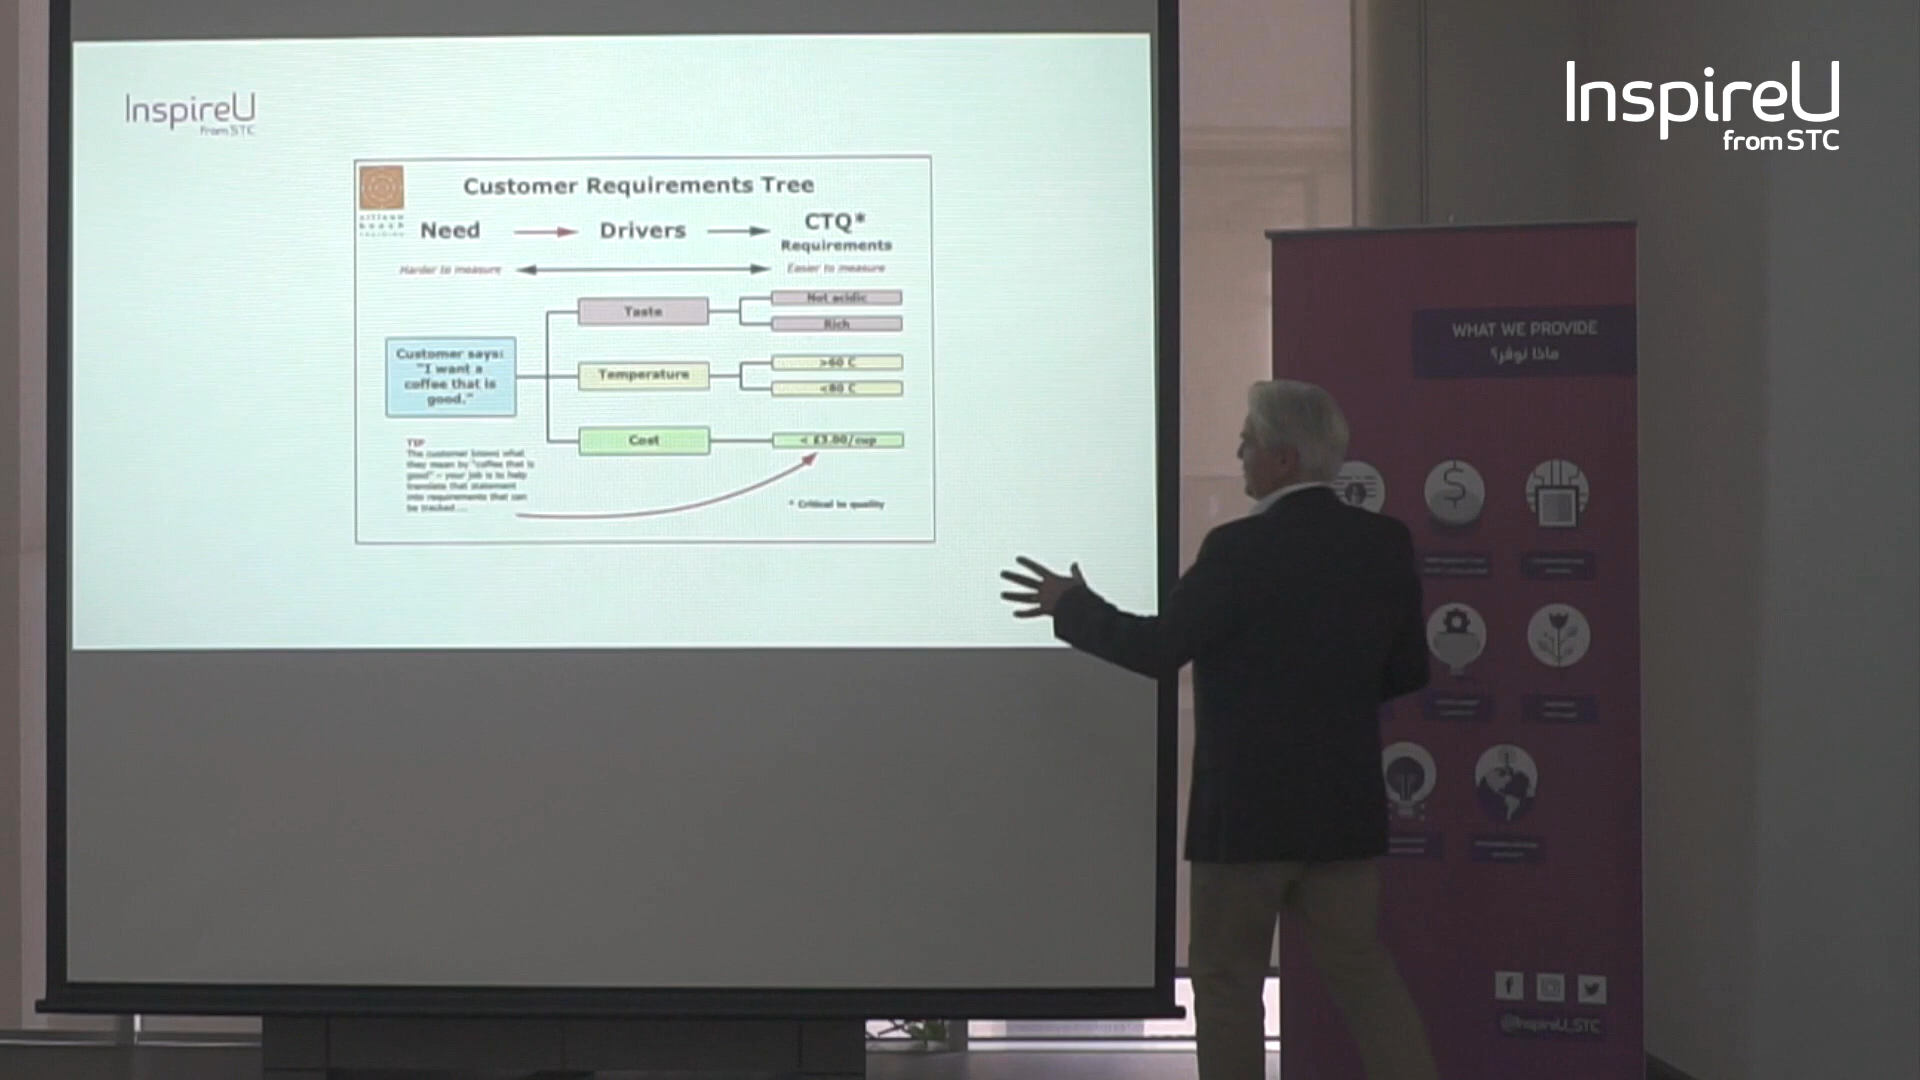 InspireU
from STC
InspireU
from STC
Customer Requirements Tree
Need
Drivers
CTQ*
Requirements
Harder to measure
Easier to measure
Customer says:
"I want a
coffee that is
good."
Taste
Temperature
Cost
Not acidic
Rich
>60 C
<80 C
< £3.00/cup
TIP
The customer knows what
they mean by "coffee that is
good" – your job is to help
translate that statement
into requirements that can
be tracked...
* Critical to quality
WHAT WE PROVIDE
ماذا نوفر؟
@InspireU_STC